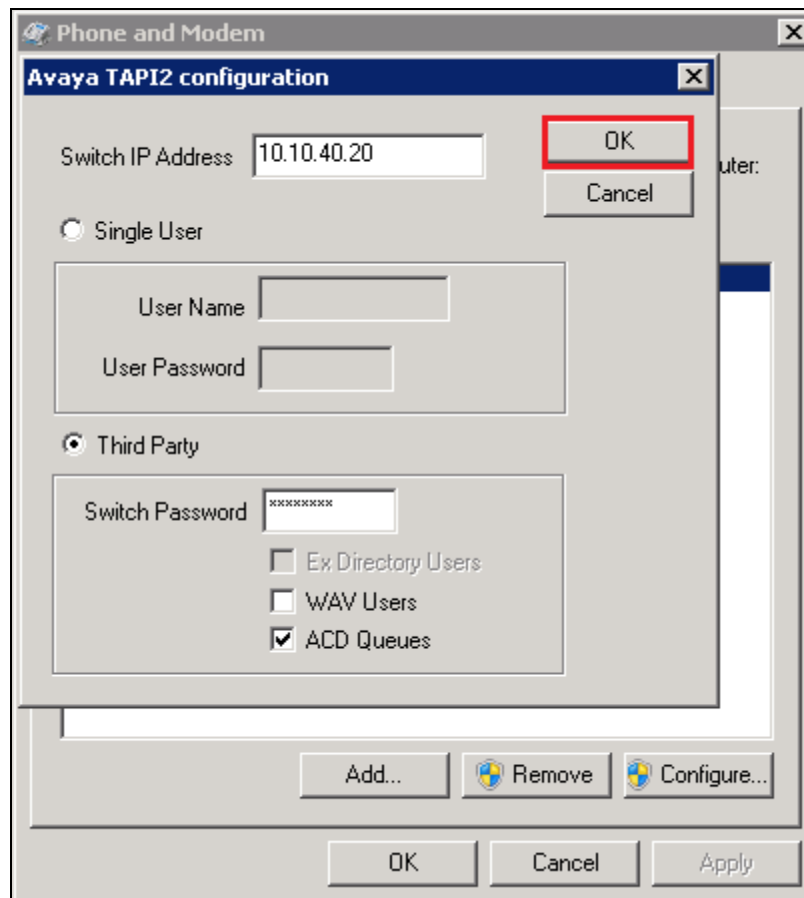 Phone and Modem
Avaya TAPI2 configuration
Switch IP Address 10.10.40.20
OK
uter:
Cancel
Single User
User Name
User Password
Third Party
Switch Password ********
Ex Directory Users
WAV Users
ACD Queues
Add... Remove Configure...
OK Cancel Apply